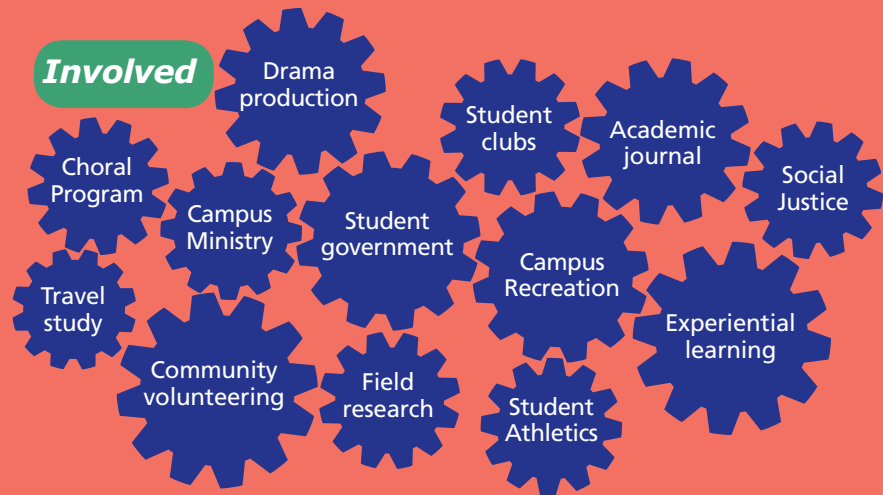 Involved
Drama
production
Student
clubs
Academic
journal
Choral
Program
Campus
Ministry
Student
government
Social
Justice
Campus
Recreation
Travel
study
Experiential
learning
Community
volunteering
Field
research
Student
Athletics